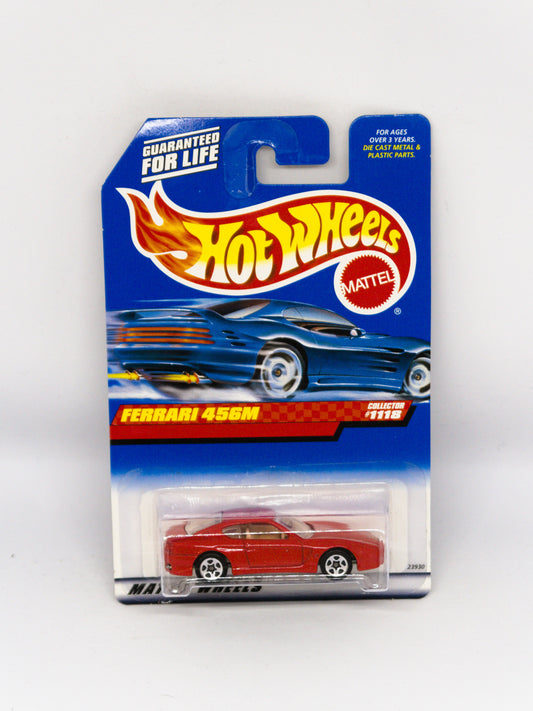 GUARANTEED
FOR LIFE
FOR AGES
OVER 3 YEARS.
DIE CAST METAL &
PLASTIC PARTS.
HOT WHEELS
MATTEL
®
FERRARI 456M
COLLECTOR
#1118
23930
WHEELS